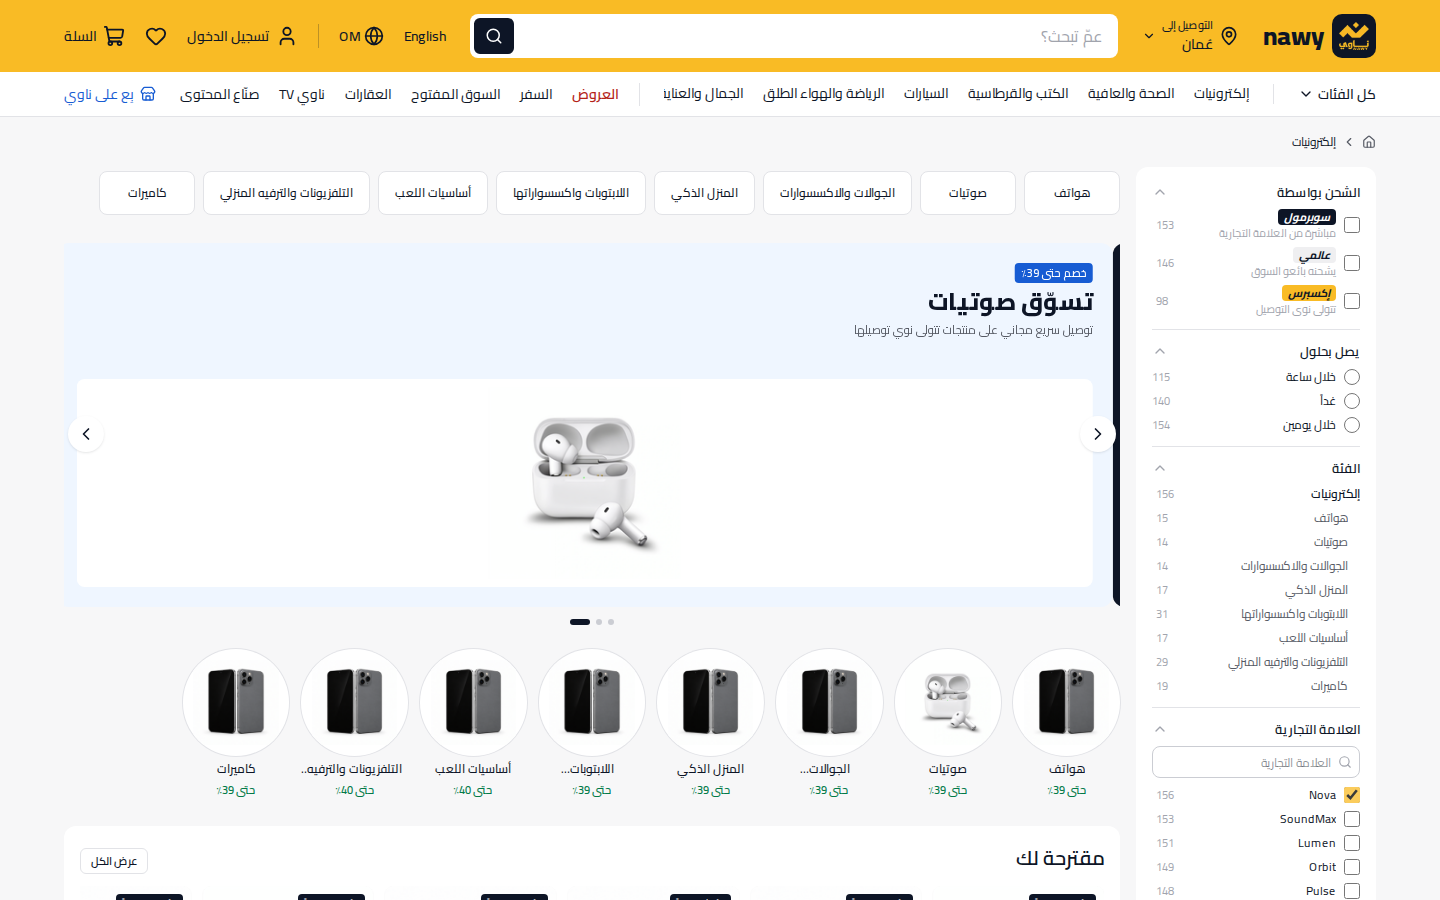 ناوي
NAWY
nawy
التوصيل إلى
عُمان
عمّ تبحث؟
English
OM
تسجيل الدخول
السلة
كل الفئات
إلكترونيات
الصحة والعافية
الكتب والقرطاسية
السيارات
الرياضة والهواء الطلق
الجمال والعناية
العروض
السوق المفتوح
السفر
العقارات
ناوي TV
صنّاع المحتوى
بع على ناوي
إلكترونيات
الشحن بواسطة
سوبرمول
مباشرة من العلامة التجارية
153
عالمي
يشحنه بائعو السوق
146
إكسبرس
تتولى نوي التوصيل
98
يصل بحلول
خلال ساعة
115
غداً
140
خلال يومين
154
الفئة
إلكترونيات
156
هواتف
15
صوتيات
14
الجوالات والاكسسوارات
14
المنزل الذكي
17
اللابتوبات واكسسواراتها
31
أساسيات اللعب
17
التلفزيونات والترفيه المنزلي
29
كاميرات
19
العلامة التجارية
العلامة التجارية
Nova
156
SoundMax
153
Lumen
151
Orbit
149
Pulse
148
هواتف
صوتيات
الجوالات والاكسسوارات
المنزل الذكي
اللابتوبات واكسسواراتها
أساسيات اللعب
التلفزيونات والترفيه المنزلي
كاميرات
خصم حتى 39٪
تسوّق صوتيات
توصيل سريع مجاني على منتجات تتولى نوي توصيلها
هواتف
حتى 39٪
صوتيات
حتى 39٪
الجوالات...
حتى 39٪
المنزل الذكي
حتى 39٪
اللابتوبات...
حتى 39٪
أساسيات اللعب
حتى 40٪
التلفزيونات والترفيه...
حتى 40٪
كاميرات
حتى 39٪
مقترحة لك
عرض الكل